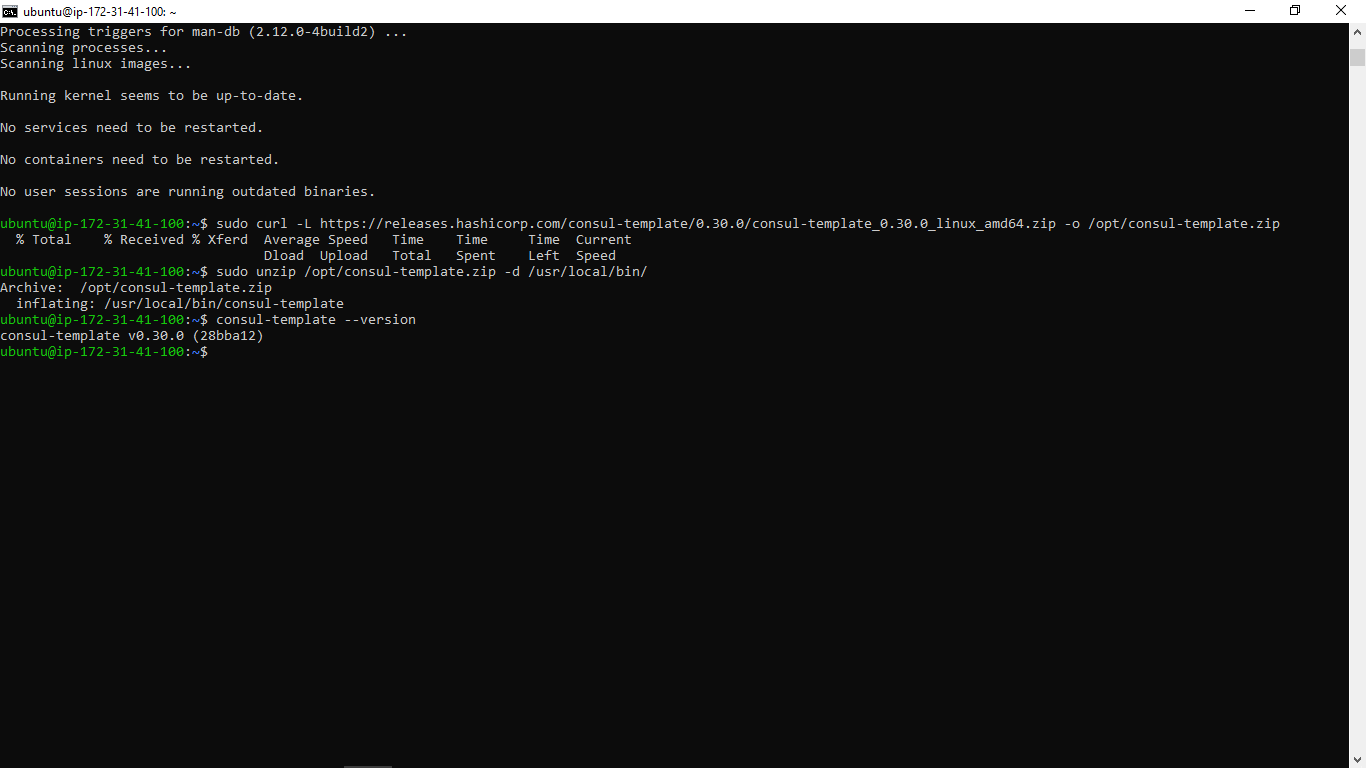 ubuntu@ip-172-31-41-100: ~
Processing triggers for man-db (2.12.0-4build2) ...
Scanning processes...
Scanning linux images...
Running kernel seems to be up-to-date.
No services need to be restarted.
No containers need to be restarted.
No user sessions are running outdated binaries.
ubuntu@ip-172-31-41-100:~$ sudo curl -L https://releases.hashicorp.com/consul-template/0.30.0/consul-template_0.30.0_linux_amd64.zip -o /opt/consul-template.zip
  % Total    % Received % Xferd  Average Speed   Time    Time     Time  Current
                                 Dload  Upload   Total   Spent    Left  Speed
ubuntu@ip-172-31-41-100:~$ sudo unzip /opt/consul-template.zip -d /usr/local/bin/
Archive:  /opt/consul-template.zip
  inflating: /usr/local/bin/consul-template
ubuntu@ip-172-31-41-100:~$ consul-template --version
consul-template v0.30.0 (28bba12)
ubuntu@ip-172-31-41-100:~$